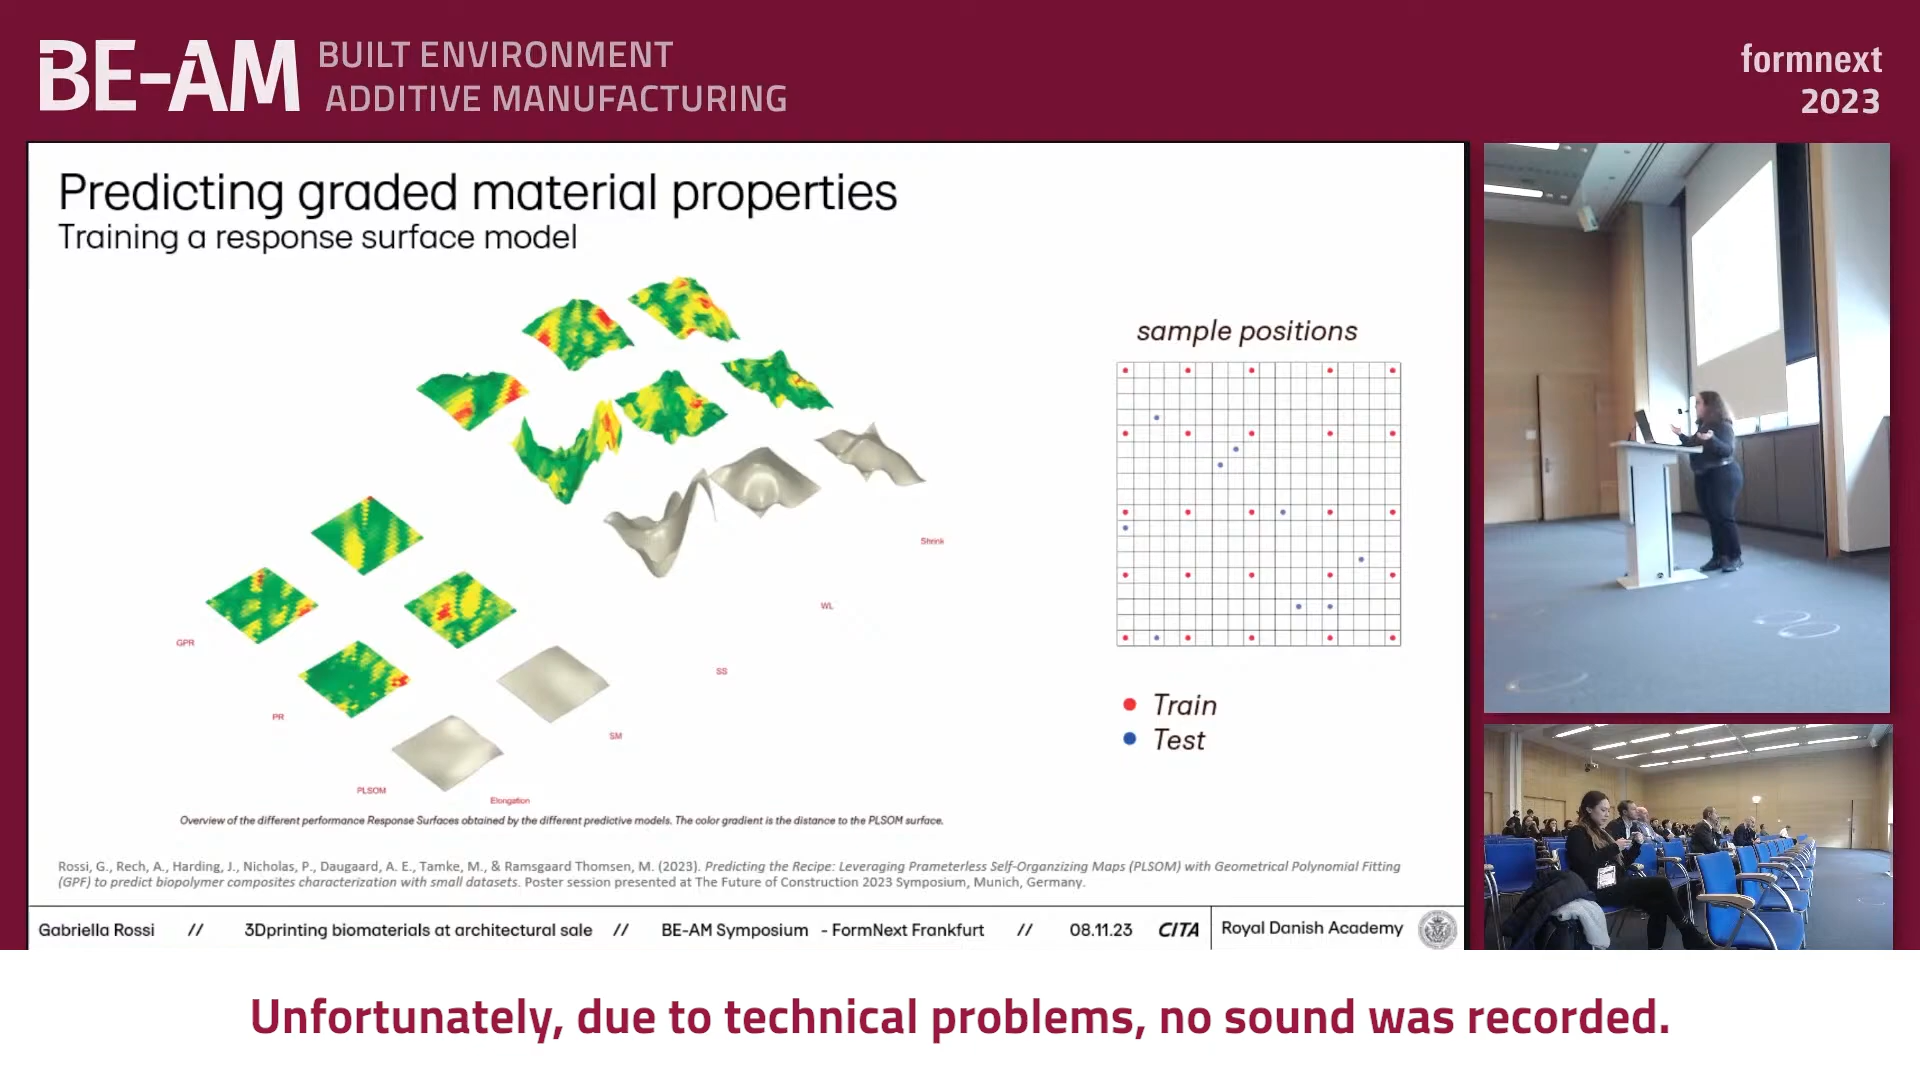 BE-AM BUILT ENVIRONMENT
ADDITIVE MANUFACTURING
formnext
2023
Predicting graded material properties
Training a response surface model
sample positions
Shrink
WL
GPR
SS
PR
SM
PLSOM
Elongation
Train
Test
Overview of the different performance Response Surfaces obtained by the different predictive models. The color gradient is the distance to the PLSOM surface.
Rossi, G., Rech, A., Harding, J., Nicholas, P., Daugaard, A. E., Tamke, M., & Ramsgaard Thomsen, M. (2023). Predicting the Recipe: Leveraging Prameterless Self-Organzizing Maps (PLSOM) with Geometrical Polynomial Fitting
(GPF) to predict biopolymer composites characterization with small datasets. Poster session presented at The Future of Construction 2023 Symposium, Munich, Germany.
Gabriella Rossi // 3Dprinting biomaterials at architectural sale // BE-AM Symposium - FormNext Frankfurt // 08.11.23 CITA Royal Danish Academy
Unfortunately, due to technical problems, no sound was recorded.